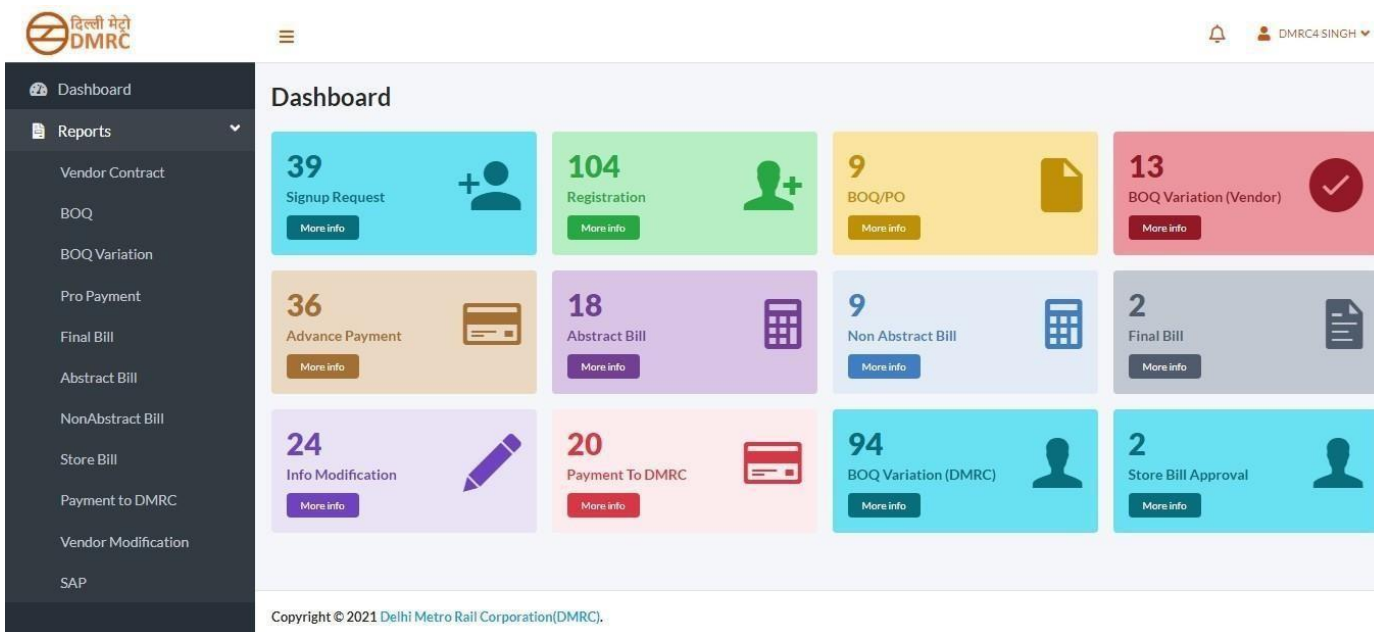 दिल्ली मेट्रो
DMRC
DMRC4 SINGH
Dashboard
Reports
Vendor Contract
BOQ
BOQ Variation
Pro Payment
Final Bill
Abstract Bill
NonAbstract Bill
Store Bill
Payment to DMRC
Vendor Modification
SAP
Dashboard
39
Signup Request
More info
104
Registration
More info
9
BOQ/PO
More info
13
BOQ Variation (Vendor)
More info
36
Advance Payment
More info
18
Abstract Bill
More info
9
Non Abstract Bill
More info
2
Final Bill
More info
24
Info Modification
More info
20
Payment To DMRC
More info
94
BOQ Variation (DMRC)
More info
2
Store Bill Approval
More info
Copyright © 2021 Delhi Metro Rail Corporation(DMRC).